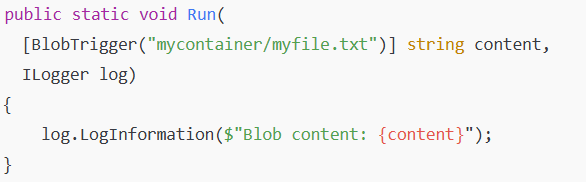 public static void Run(
  [BlobTrigger("mycontainer/myfile.txt")] string content,
  ILogger log)
{
    log.LogInformation($"Blob content: {content}");
}